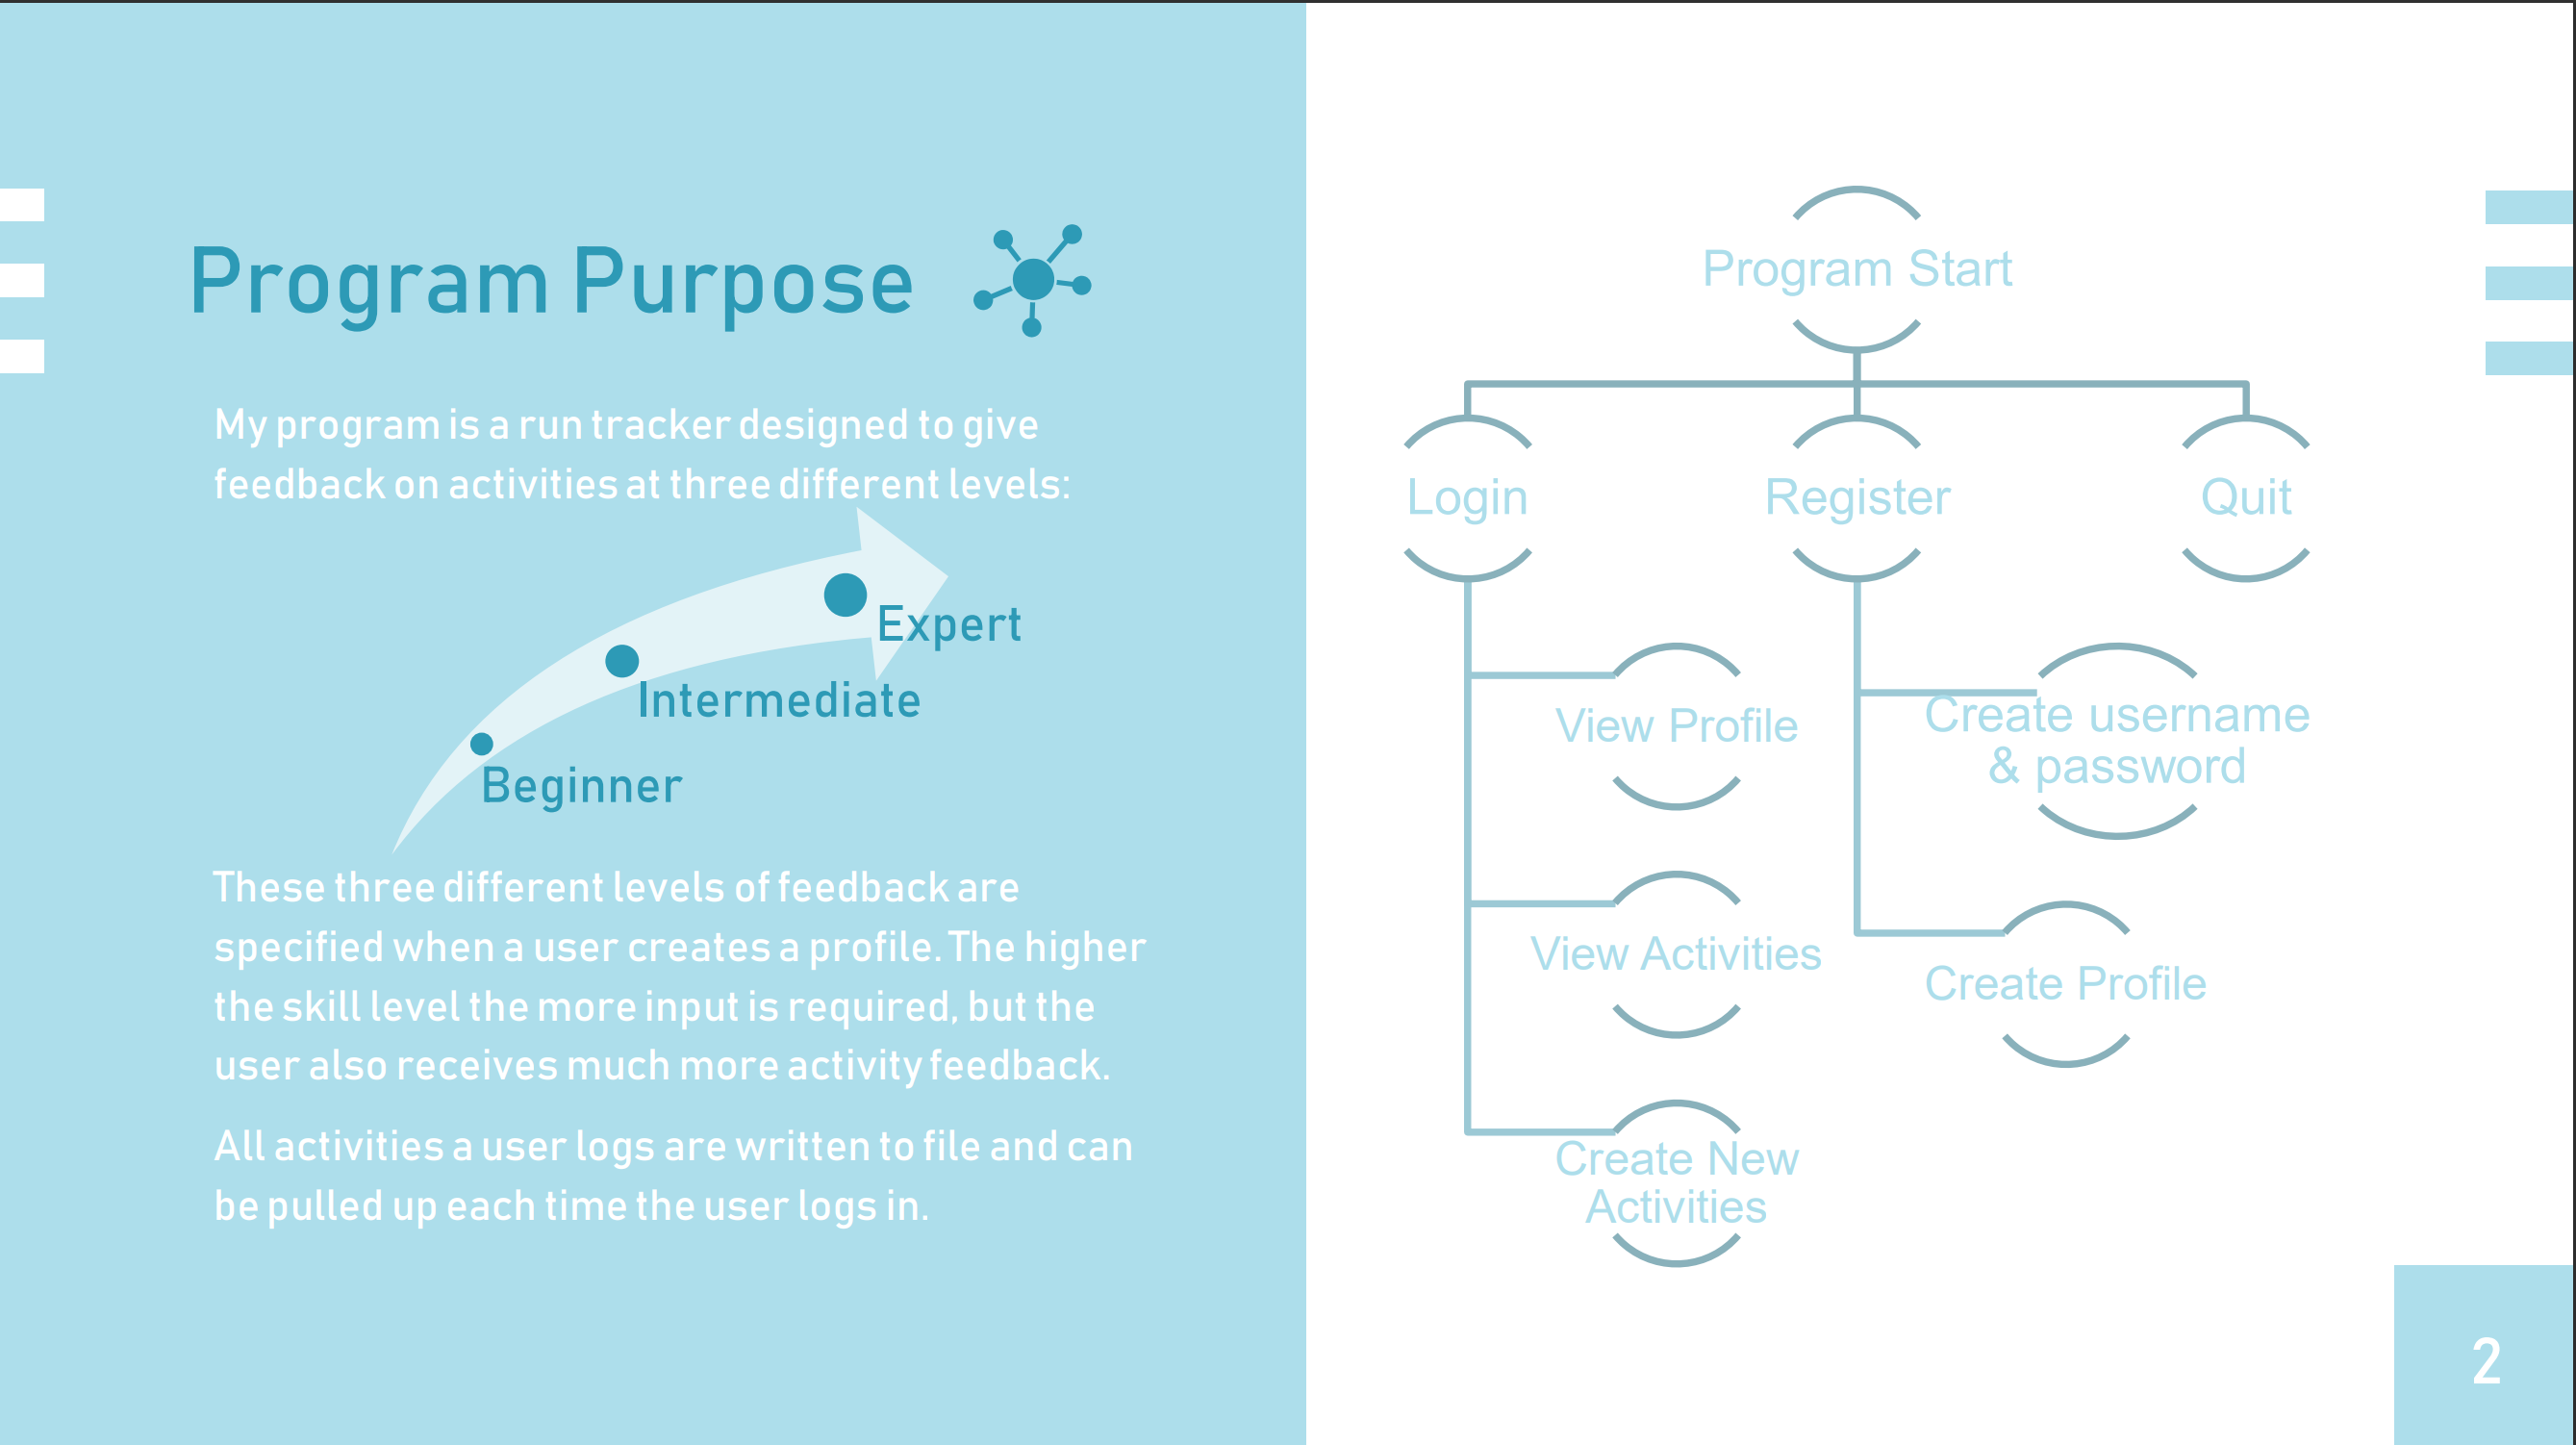 Program Purpose
My program is a run tracker designed to give
feedback on activities at three different levels:
Expert
Intermediate
Beginner
These three different levels of feedback are
specified when a user creates a profile. The higher
the skill level the more input is required, but the
user also receives much more activity feedback.
All activities a user logs are written to file and can
be pulled up each time the user logs in.
Program Start
Login
Register
Quit
View Profile
Create username
& password
View Activities
Create Profile
Create New
Activities
2